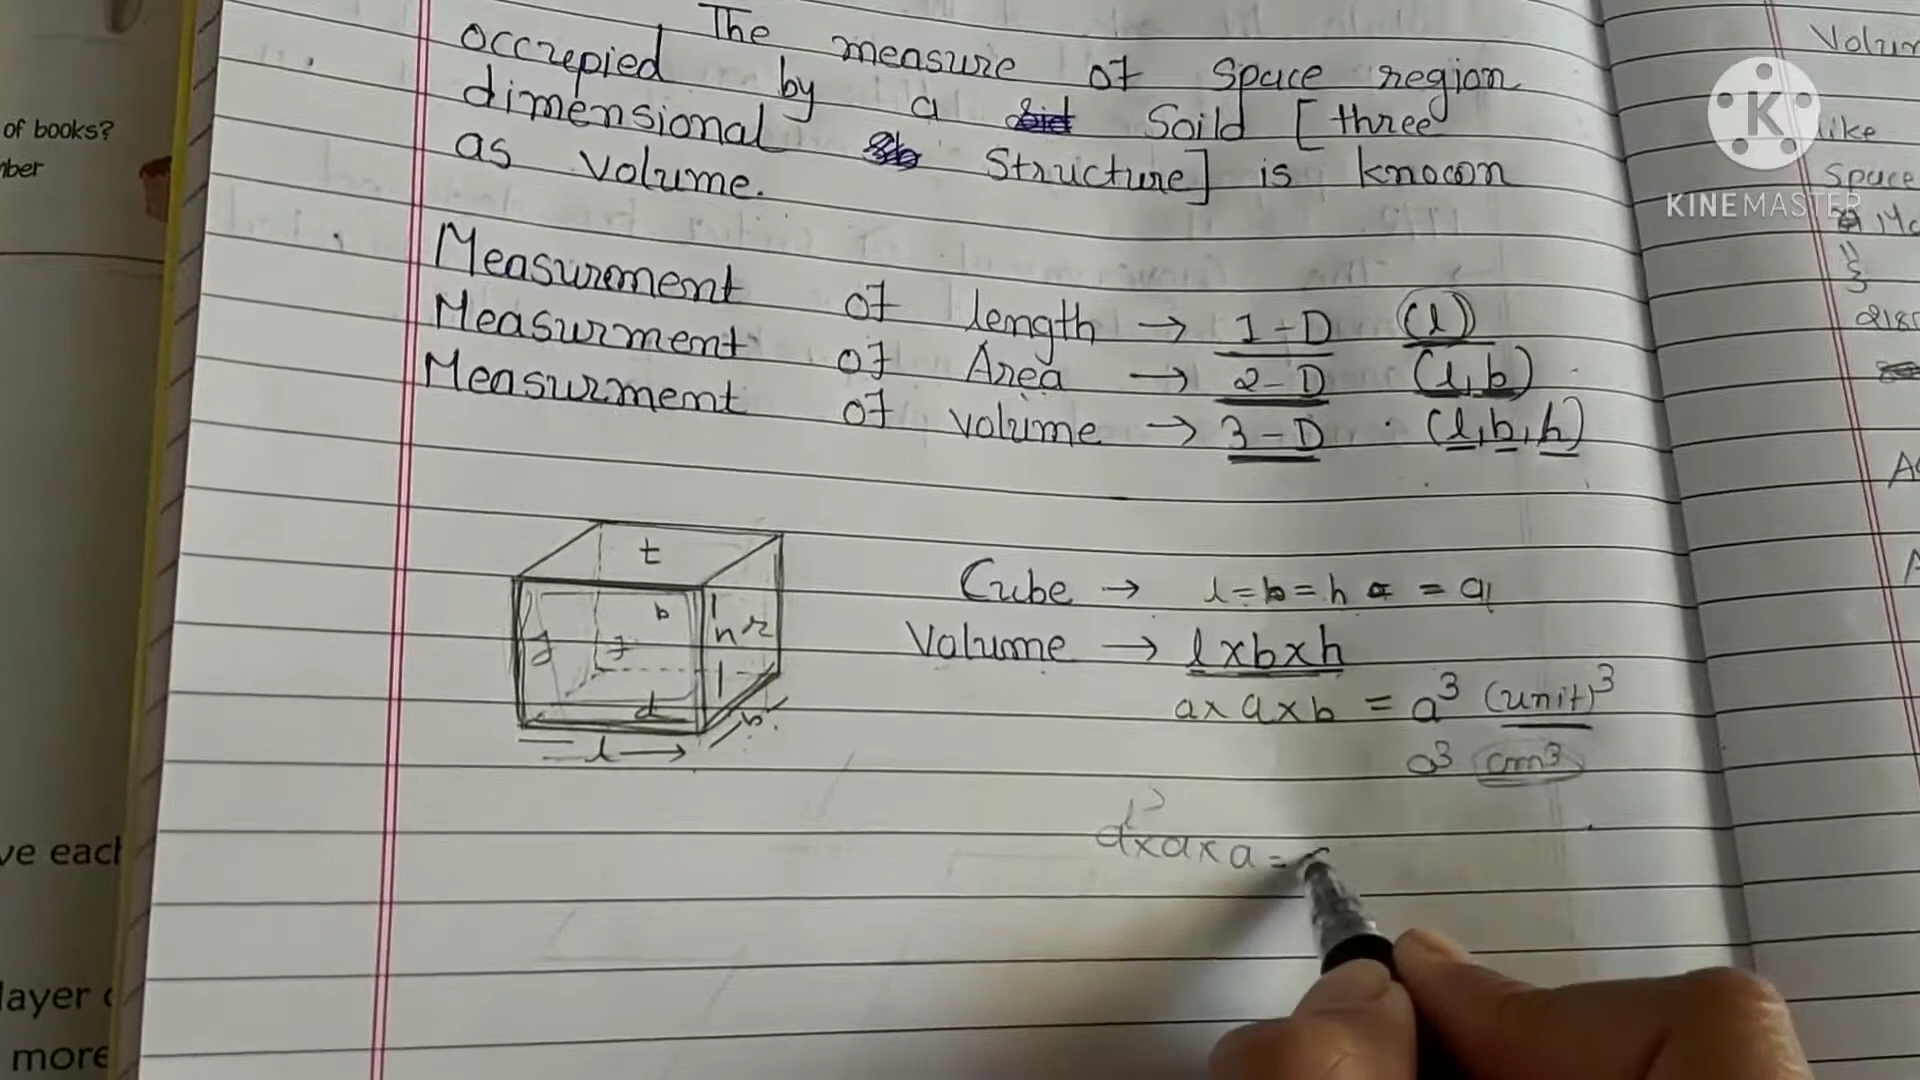 The measure of Space region
occupied by a Soild [three
dimensional Structure] is known
as volume.
Measurment of length → 1-D (l)
Measurment of Area → 2-D (l,b)
Measurment of volume → 3-D (l,b,h)
t
b
h r
d
l → b
Cube → l=b=h = a
Volume → l×b×h
a×a×b = a³ (unit)³
a³ cm³
a×a×a =
of books?
ber
ve each
layer
more
Volum
like
Space
KINEMASTER
K